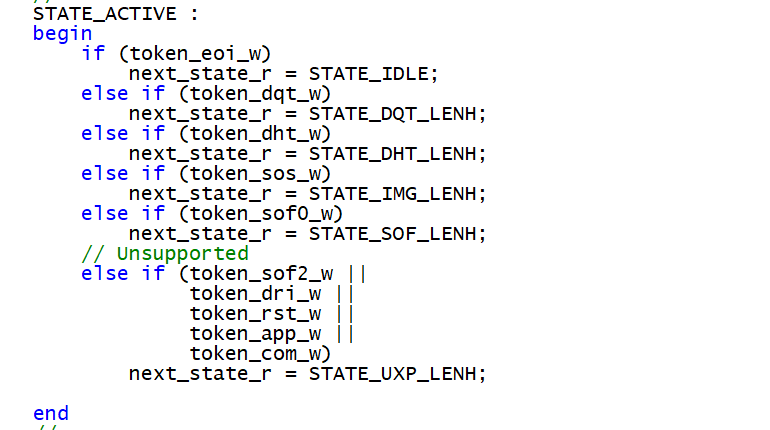 STATE_ACTIVE :
begin
    if (token_eoi_w)
        next_state_r = STATE_IDLE;
    else if (token_dqt_w)
        next_state_r = STATE_DQT_LENH;
    else if (token_dht_w)
        next_state_r = STATE_DHT_LENH;
    else if (token_sos_w)
        next_state_r = STATE_IMG_LENH;
    else if (token_sof0_w)
        next_state_r = STATE_SOF_LENH;
    // Unsupported
    else if (token_sof2_w ||
             token_dri_w ||
             token_rst_w ||
             token_app_w ||
             token_com_w)
        next_state_r = STATE_UXP_LENH;
end